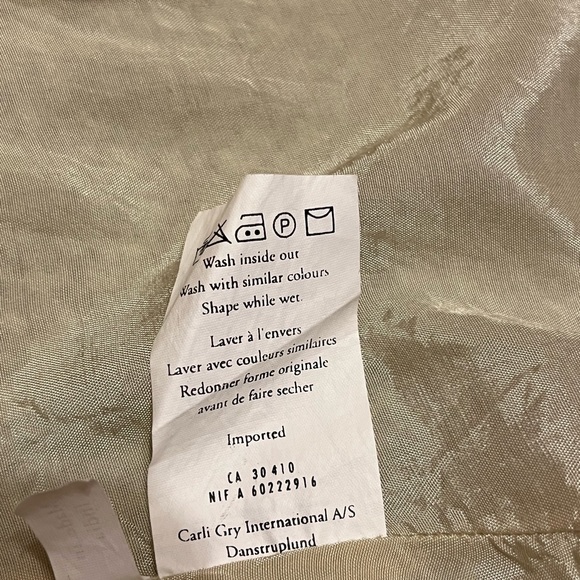 P
Wash inside out
Wash with similar colours
Shape while wet.
Laver à l'envers
Laver avec couleurs similaires
Redonner forme originale
avant de faire secher
Imported
CA 30410
NIF A 60222916
Carli Gry International A/S
Danstruplund